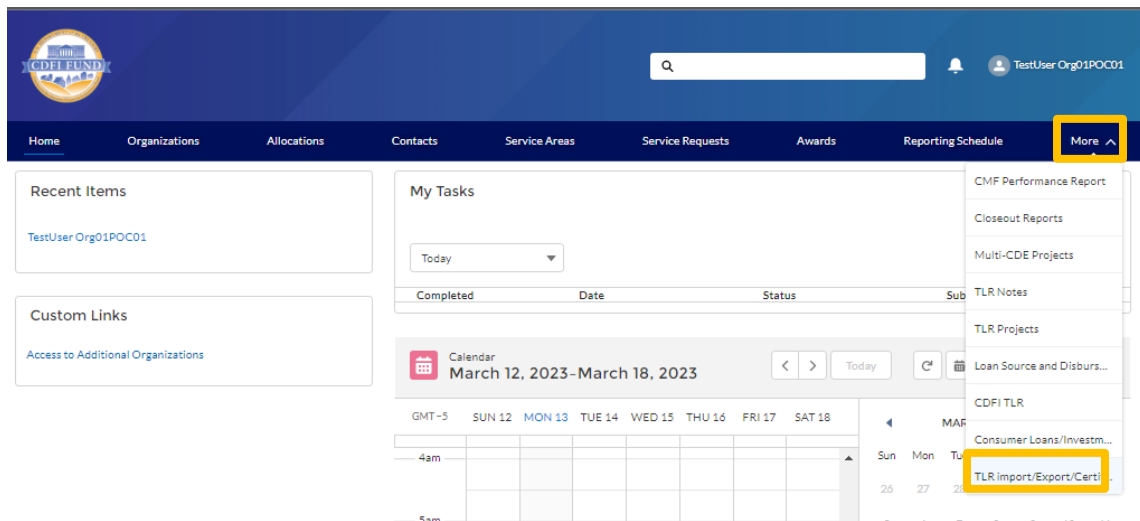 CDFI FUND
TestUser Org01POC01
Home Organizations Allocations Contacts Service Areas Service Requests Awards Reporting Schedule More
CMF Performance Report
Closeout Reports
Multi-CDE Projects
TLR Notes
TLR Projects
Loan Source and Disburs...
CDFI TLR
Consumer Loans/Investm...
TLR import/Export/Certi...
Recent Items
TestUser Org01POC01
Custom Links
Access to Additional Organizations
My Tasks
Today
Completed Date Status Sub
Calendar
March 12, 2023–March 18, 2023
Today
GMT−5 SUN 12 MON 13 TUE 14 WED 15 THU 16 FRI 17 SAT 18
4am
5am
MAR
Sun Mon Tu
26 27 28